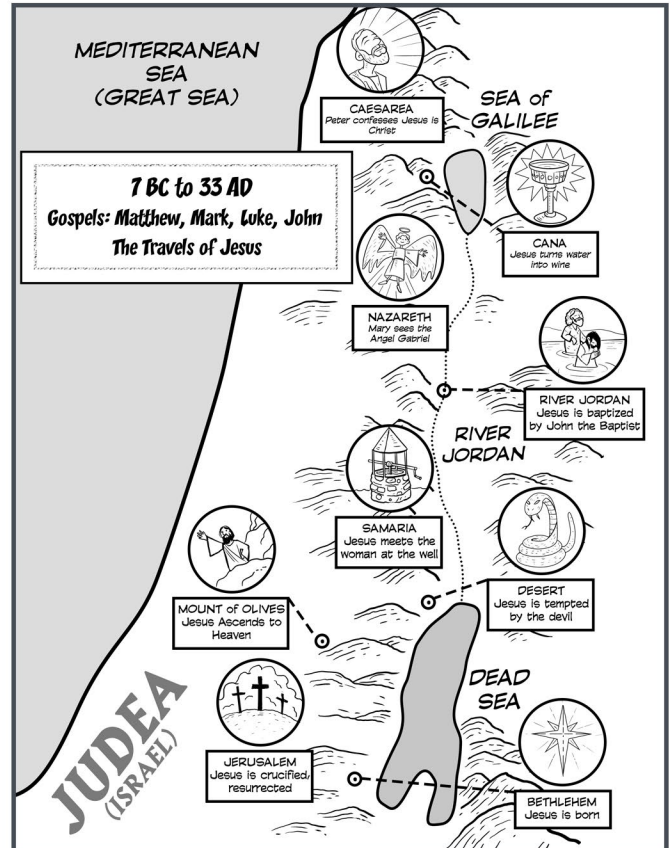 MEDITERRANEAN
SEA
(GREAT SEA)
CAESAREA
Peter confesses Jesus is
Christ
SEA of
GALILEE
7 BC to 33 AD
Gospels: Matthew, Mark, Luke, John
The Travels of Jesus
CANA
Jesus turns water
into wine
NAZARETH
Mary sees the
Angel Gabriel
RIVER JORDAN
Jesus is baptized
by John the Baptist
RIVER
JORDAN
SAMARIA
Jesus meets the
woman at the well
DESERT
Jesus is tempted
by the devil
MOUNT of OLIVES
Jesus Ascends to
Heaven
DEAD
SEA
JUDEA
(ISRAEL)
JERUSALEM
Jesus is crucified,
resurrected
BETHLEHEM
Jesus is born